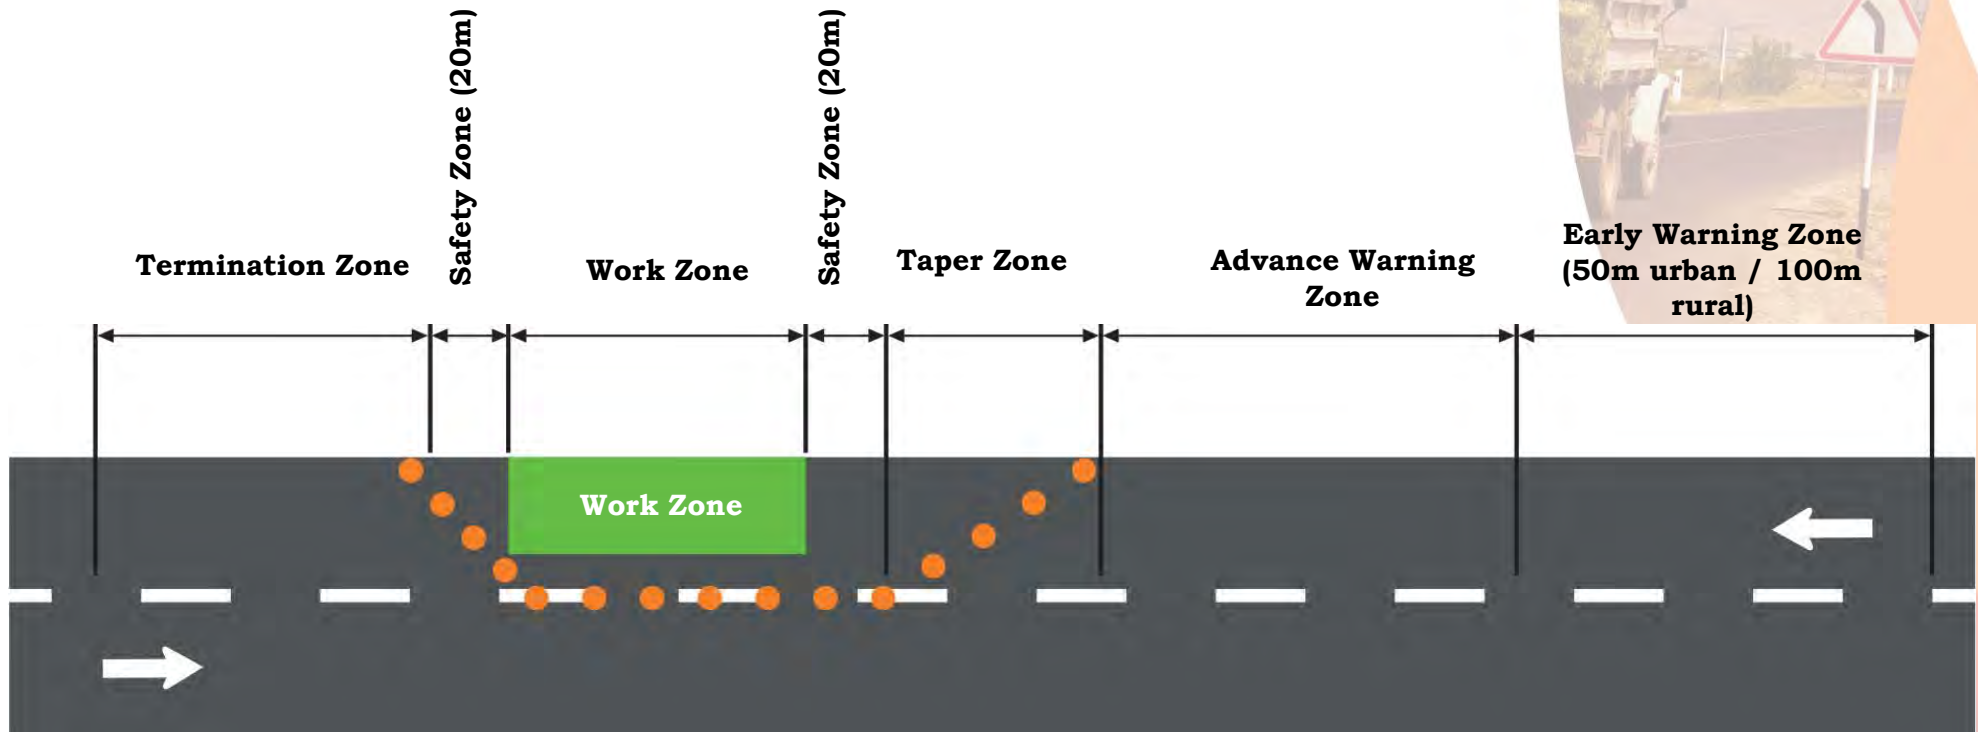 Safety Zone (20m)
Safety Zone (20m)
Termination Zone
Work Zone
Taper Zone
Advance Warning
Zone
Early Warning Zone
(50m urban / 100m
rural)
Work Zone